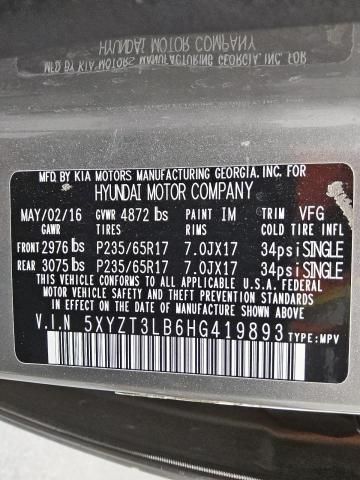 HYUNDAI MOTOR COMPANY
MFD. BY KIA MOTORS MANUFACTURING GEORGIA, INC. FOR
MFD. BY KIA MOTORS MANUFACTURING GEORGIA. INC. FOR
HYUNDAI MOTOR COMPANY
MAY/02/16 GVWR 4872 lbs PAINT IM TRIM VFG
GAWR TIRES RIMS COLD TIRE INFL
FRONT 2976 lbs P235/65R17 7.0JX17 34psi SINGLE
REAR 3075 lbs P235/65R17 7.0JX17 34psi SINGLE
THIS VEHICLE CONFORMS TO ALL APPLICABLE U.S.A. FEDERAL
MOTOR VEHICLE SAFETY, BUMPER, AND THEFT PREVENTION
STANDARDS IN EFFECT ON THE DATE OF MANUFACTURE SHOWN ABOVE.
V.I.N 5XYZT3LB6HG419893 TYPE:MPV